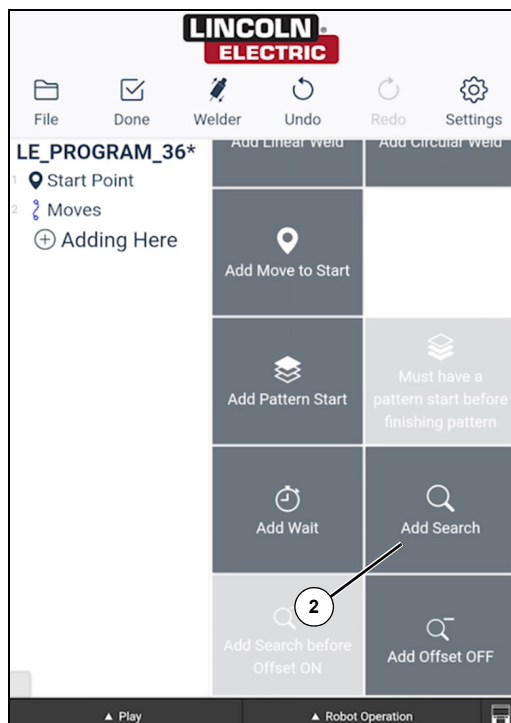 LINCOLN
ELECTRIC
File Done Welder Undo Redo Settings
LE_PROGRAM_36*
1 Start Point
2 Moves
Adding Here
Add Linear Weld
Add Circular Weld
Add Move to Start
Add Pattern Start
Must have a
pattern start before
finishing pattern
Add Wait
Add Search
2
Add Search before
Offset ON
Add Offset OFF
▲ Play
▲ Robot Operation